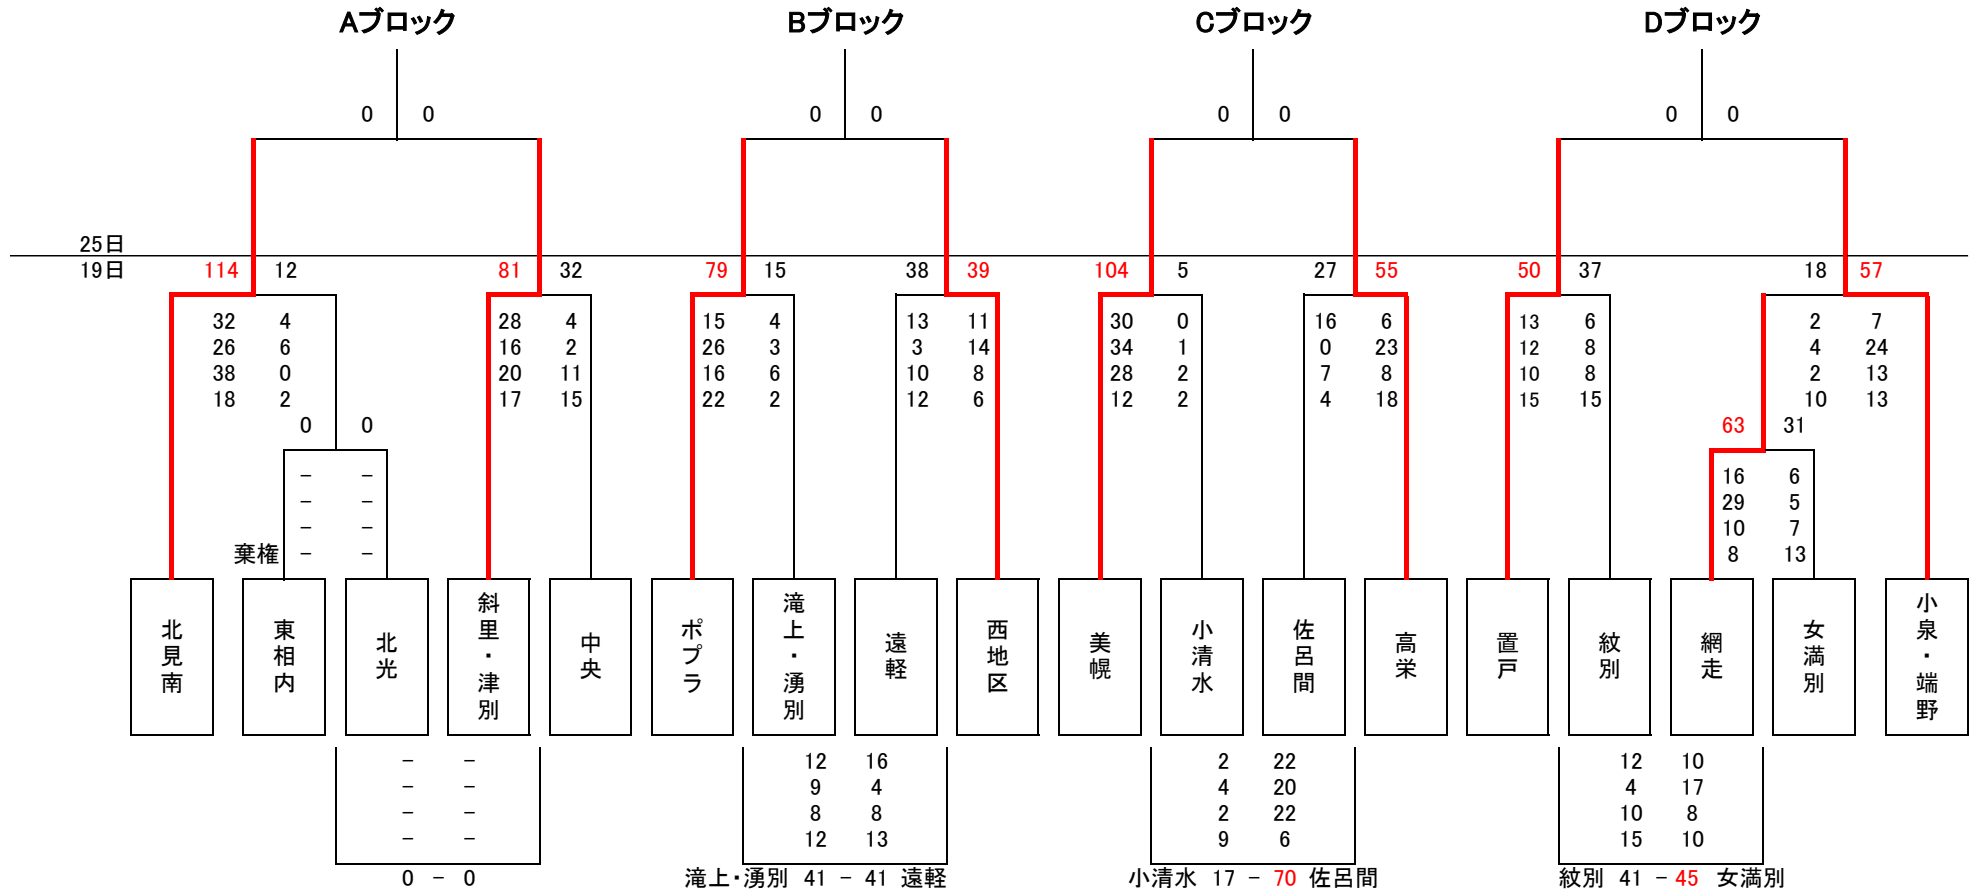 Aブロック Bブロック Cブロック Dブロック
0 0 0 0 0 0 0 0
25日
19日 114 12 81 32 79 15 38 39 104 5 27 55 50 37 18 57
32 4 28 4 15 4 13 11 30 0 16 6 13 6 2 7
26 6 16 2 26 3 3 14 34 1 0 23 12 8 4 24
38 0 20 11 16 6 10 8 28 2 7 8 10 8 2 13
18 2 17 15 22 2 12 6 12 2 4 18 15 15 10 13
0 0 63 31
- - 16 6
- - 29 5
- - 10 7
棄権 - - 8 13
北見南
東相内
北光
斜里・津別
中央
ポプラ
滝上・湧別
遠軽
西地区
美幌
小清水
佐呂間
高栄
置戸
紋別
網走
女満別
小泉・端野
- - 12 16 2 22 12 10
- - 9 4 4 20 4 17
- - 8 8 2 22 10 8
- - 12 13 9 6 15 10
0 - 0 滝上・湧別 41 - 41 遠軽 小清水 17 - 70 佐呂間 紋別 41 - 45 女満別